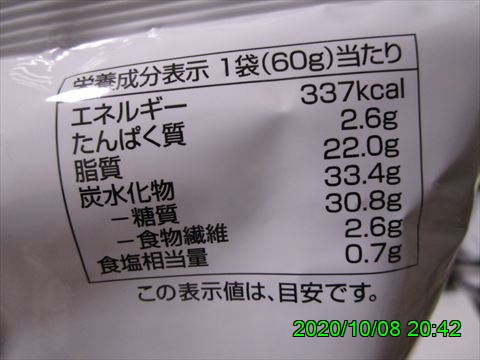 栄養成分表示 1袋(60g)当たり
エネルギー 337kcal
たんぱく質 2.6g
脂質 22.0g
炭水化物 33.4g
−糖質 30.8g
−食物繊維 2.6g
食塩相当量 0.7g
この表示値は、目安です。
2020/10/08 20:42